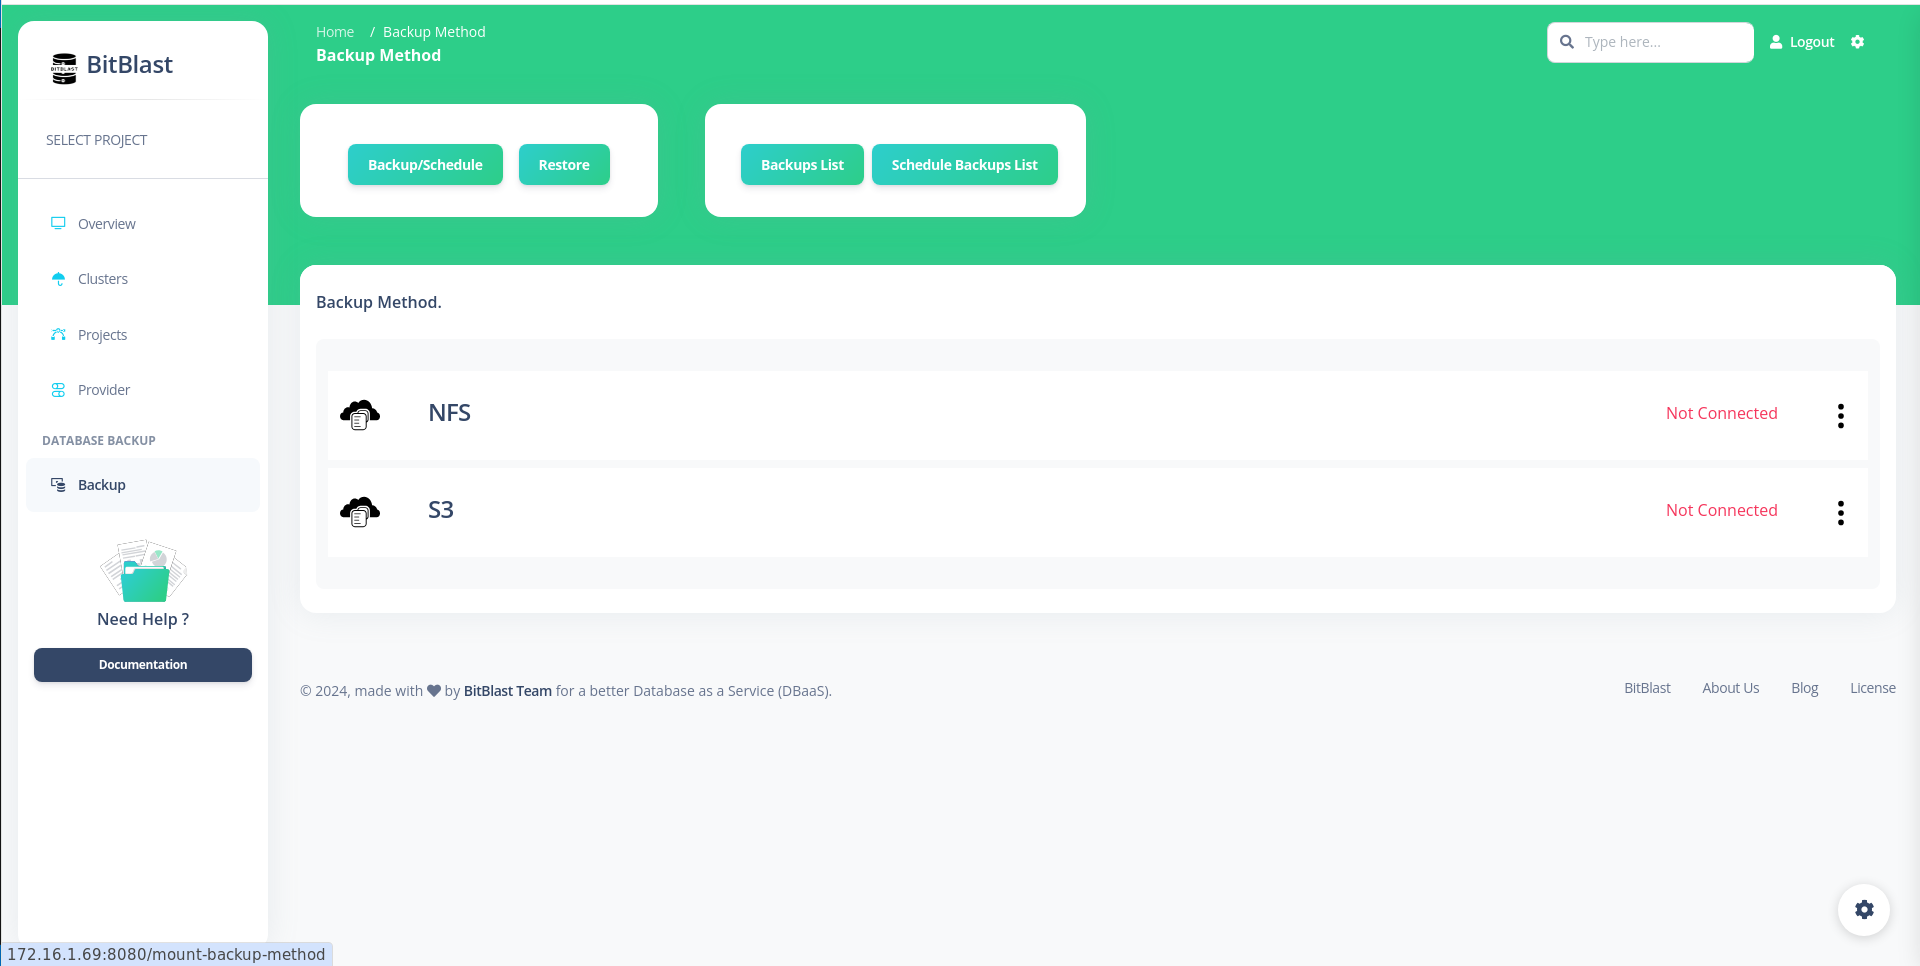 BitBlast
SELECT PROJECT
Overview
Clusters
Projects
Provider
DATABASE BACKUP
Backup
Need Help ?
Documentation
Home / Backup Method
Backup Method
Type here...
Logout
Backup/Schedule
Restore
Backups List
Schedule Backups List
Backup Method.
NFS
Not Connected
S3
Not Connected
© 2024, made with by BitBlast Team for a better Database as a Service (DBaaS).
BitBlast
About Us
Blog
License
172.16.1.69:8080/mount-backup-method